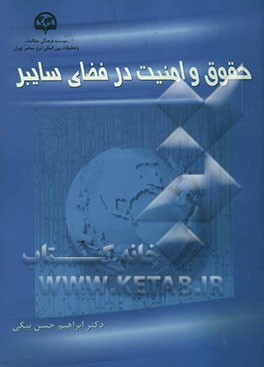 موسسه فرهنگی مطالعات
و تحقیقات بین المللی ابرار معاصر تهران
حقوق و امنیت در فضای سایبر
خانه کتاب
WWW.KETAB.IR
دکتر ابراهیم حسن بیگی